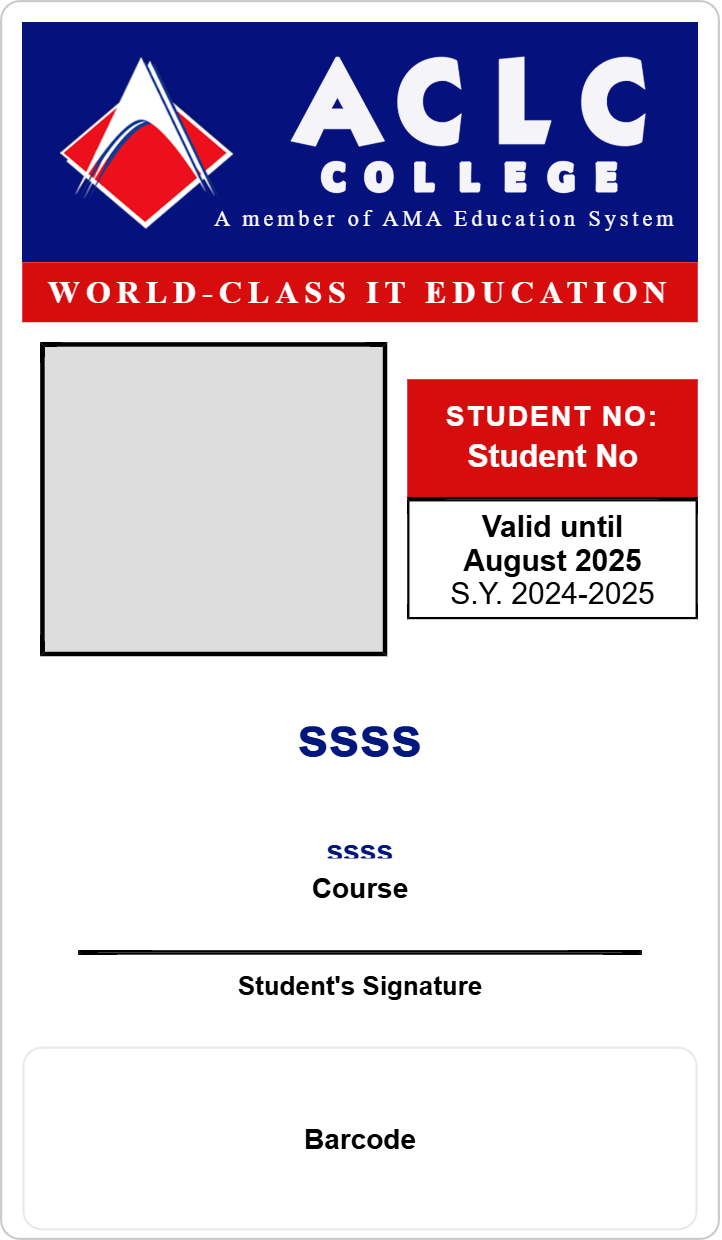 ACLC
COLLEGE
A member of AMA Education System
WORLD-CLASS IT EDUCATION
STUDENT NO:
Student No
Valid until
August 2025
S.Y. 2024-2025
ssss
ssss
Course
Student's Signature
Barcode